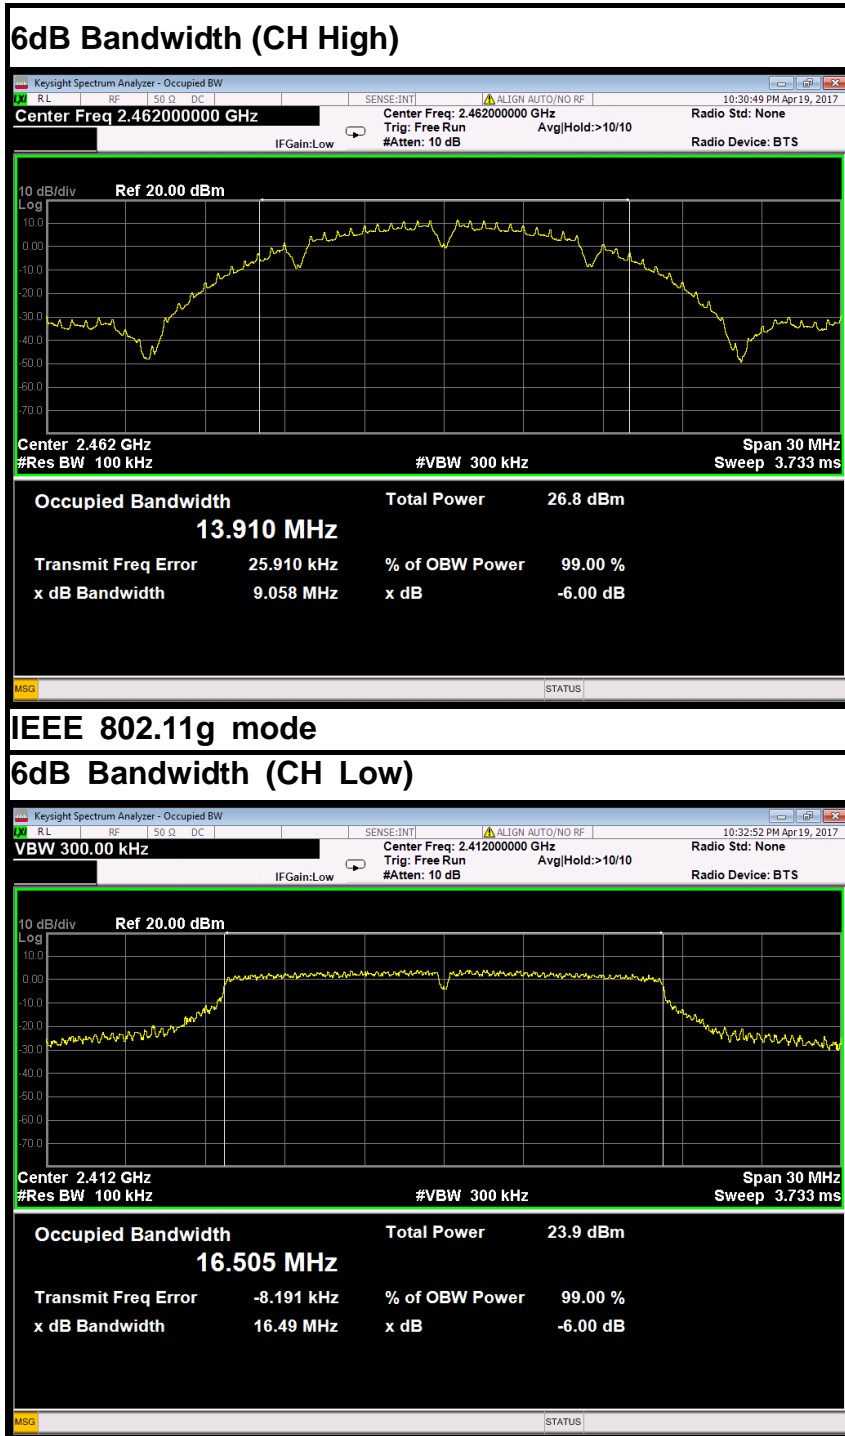 6dB Bandwidth (CH High)
Keysight Spectrum Analyzer - Occupied BW
LXI RL RF 50 Ω DC SENSE:INT ALIGN AUTO/NO RF 10:30:49 PM Apr 19, 2017
Center Freq 2.462000000 GHz Center Freq: 2.462000000 GHz Radio Std: None
Trig: Free Run Avg|Hold:>10/10
IFGain:Low #Atten: 10 dB Radio Device: BTS
10 dB/div Ref 20.00 dBm
Log
10.0
0.00
-10.0
-20.0
-30.0
-40.0
-50.0
-60.0
-70.0
Center 2.462 GHz Span 30 MHz
#Res BW 100 kHz #VBW 300 kHz Sweep 3.733 ms
Occupied Bandwidth Total Power 26.8 dBm
13.910 MHz
Transmit Freq Error 25.910 kHz % of OBW Power 99.00 %
x dB Bandwidth 9.058 MHz x dB -6.00 dB
MSG STATUS
IEEE 802.11g mode
6dB Bandwidth (CH Low)
Keysight Spectrum Analyzer - Occupied BW
LXI RL RF 50 Ω DC SENSE:INT ALIGN AUTO/NO RF 10:32:52 PM Apr 19, 2017
VBW 300.00 kHz Center Freq: 2.412000000 GHz Radio Std: None
Trig: Free Run Avg|Hold:>10/10
IFGain:Low #Atten: 10 dB Radio Device: BTS
10 dB/div Ref 20.00 dBm
Log
10.0
0.00
-10.0
-20.0
-30.0
-40.0
-50.0
-60.0
-70.0
Center 2.412 GHz Span 30 MHz
#Res BW 100 kHz #VBW 300 kHz Sweep 3.733 ms
Occupied Bandwidth Total Power 23.9 dBm
16.505 MHz
Transmit Freq Error -8.191 kHz % of OBW Power 99.00 %
x dB Bandwidth 16.49 MHz x dB -6.00 dB
MSG STATUS